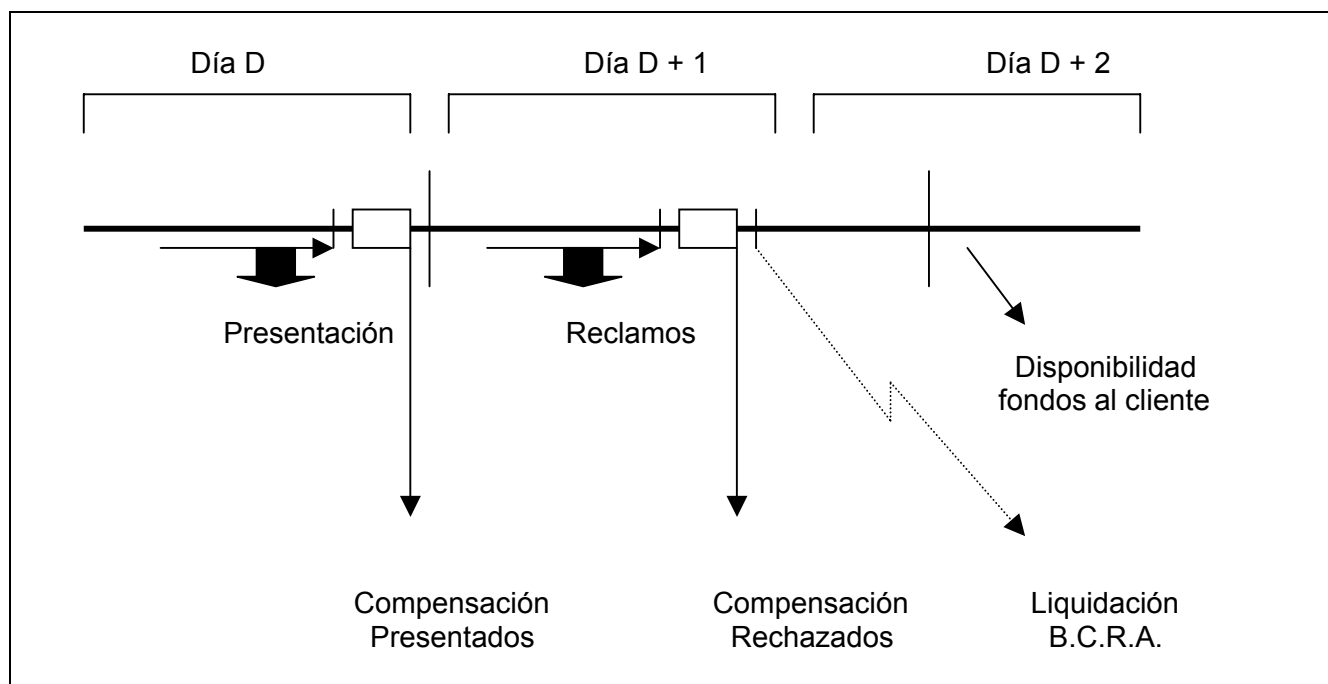 Día D
Día D + 1
Día D + 2
Presentación
Reclamos
Disponibilidad
fondos al cliente
Compensación
Presentados
Compensación
Rechazados
Liquidación
B.C.R.A.